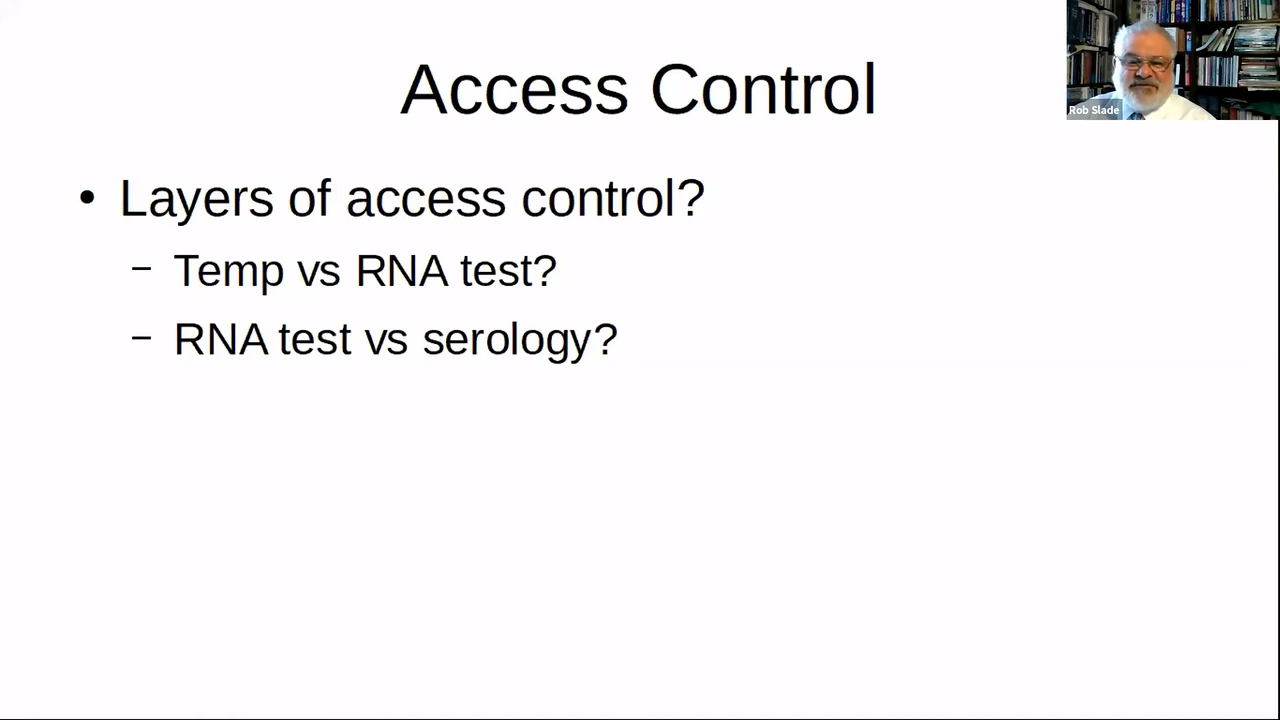 Access Control
Rob Slade
• Layers of access control?
– Temp vs RNA test?
– RNA test vs serology?